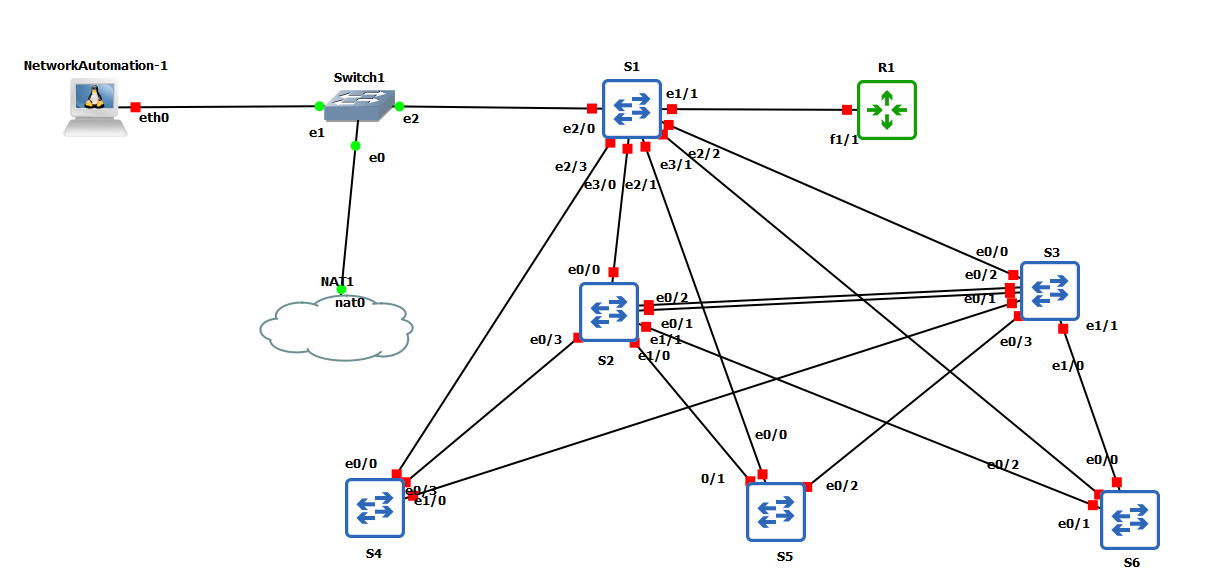 NetworkAutomation-1
eth0
Switch1
e1
e2
e0
NAT1
nat0
S1
e2/0
e1/1
R1
f1/1
e2/3
e3/0
e2/1
e3/1
e2/2
e0/0
S2
e0/2
e0/1
e1/1
e1/0
e0/3
S3
e0/0
e0/2
e0/1
e0/3
e1/1
e1/0
e0/0
e0/3
e1/0
S4
0/1
e0/0
e0/2
S5
e0/2
e0/0
e0/1
S6